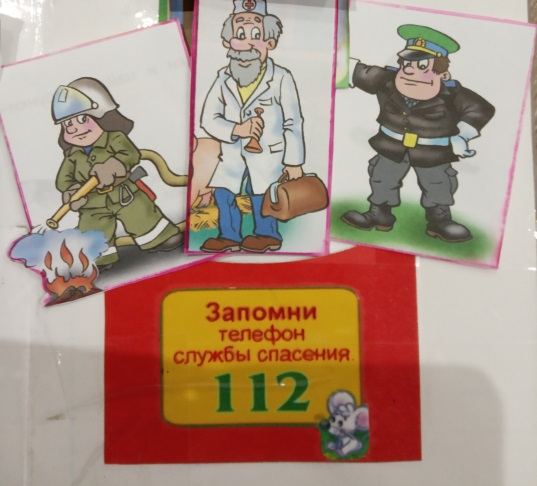 Запомни
телефон
службы спасения.
112